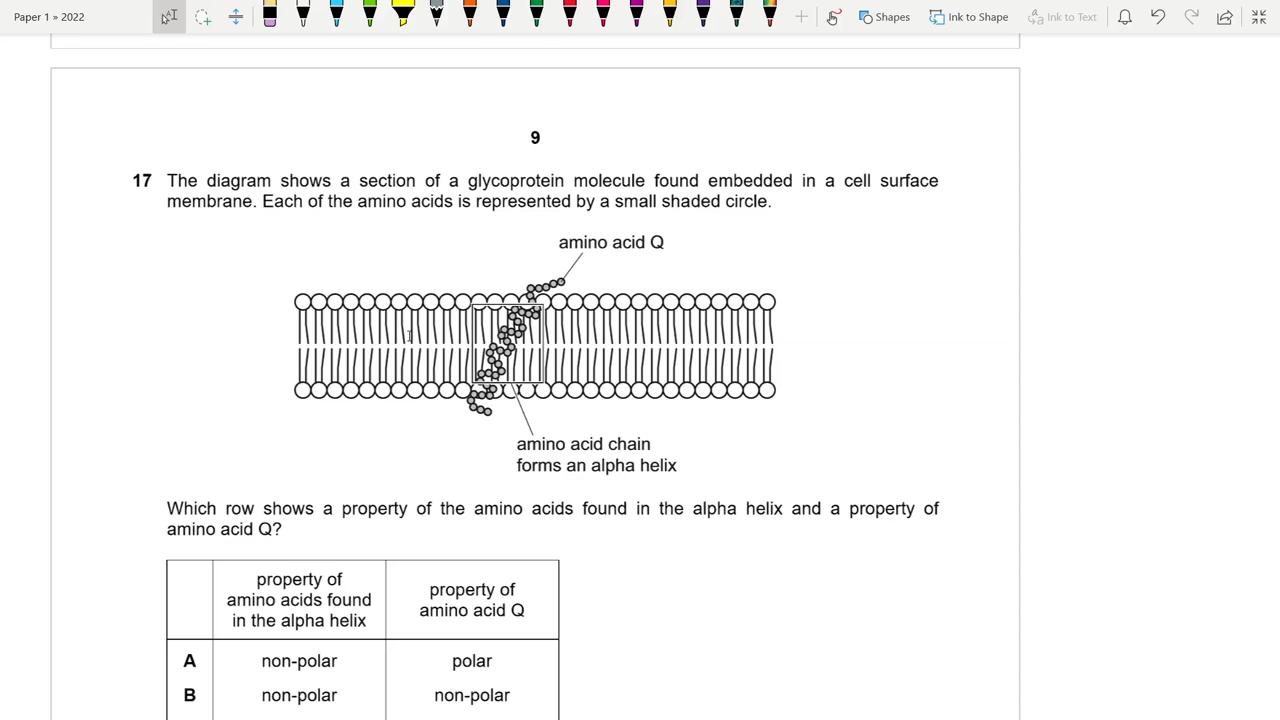 Paper 1 » 2022
Shapes
Ink to Shape
Ink to Text
9
17 The diagram shows a section of a glycoprotein molecule found embedded in a cell surface
membrane. Each of the amino acids is represented by a small shaded circle.
amino acid Q
amino acid chain
forms an alpha helix
Which row shows a property of the amino acids found in the alpha helix and a property of
amino acid Q?
property of
amino acids found
in the alpha helix
property of
amino acid Q
A non-polar polar
B non-polar non-polar